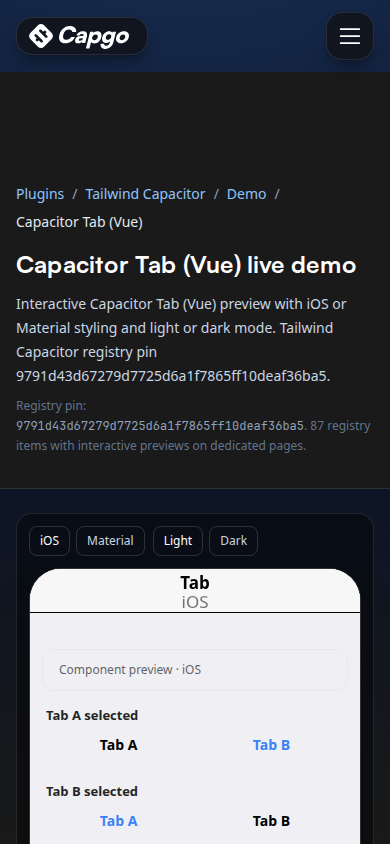 Capgo
Plugins / Tailwind Capacitor / Demo /
Capacitor Tab (Vue)
Capacitor Tab (Vue) live demo
Interactive Capacitor Tab (Vue) preview with iOS or
Material styling and light or dark mode. Tailwind
Capacitor registry pin
9791d43d67279d7725d6a1f7865ff10deaf36ba5.
Registry pin:
9791d43d67279d7725d6a1f7865ff10deaf36ba5. 87 registry
items with interactive previews on dedicated pages.
iOS Material Light Dark
Tab
iOS
Component preview · iOS
Tab A selected
Tab A Tab B
Tab B selected
Tab A Tab B